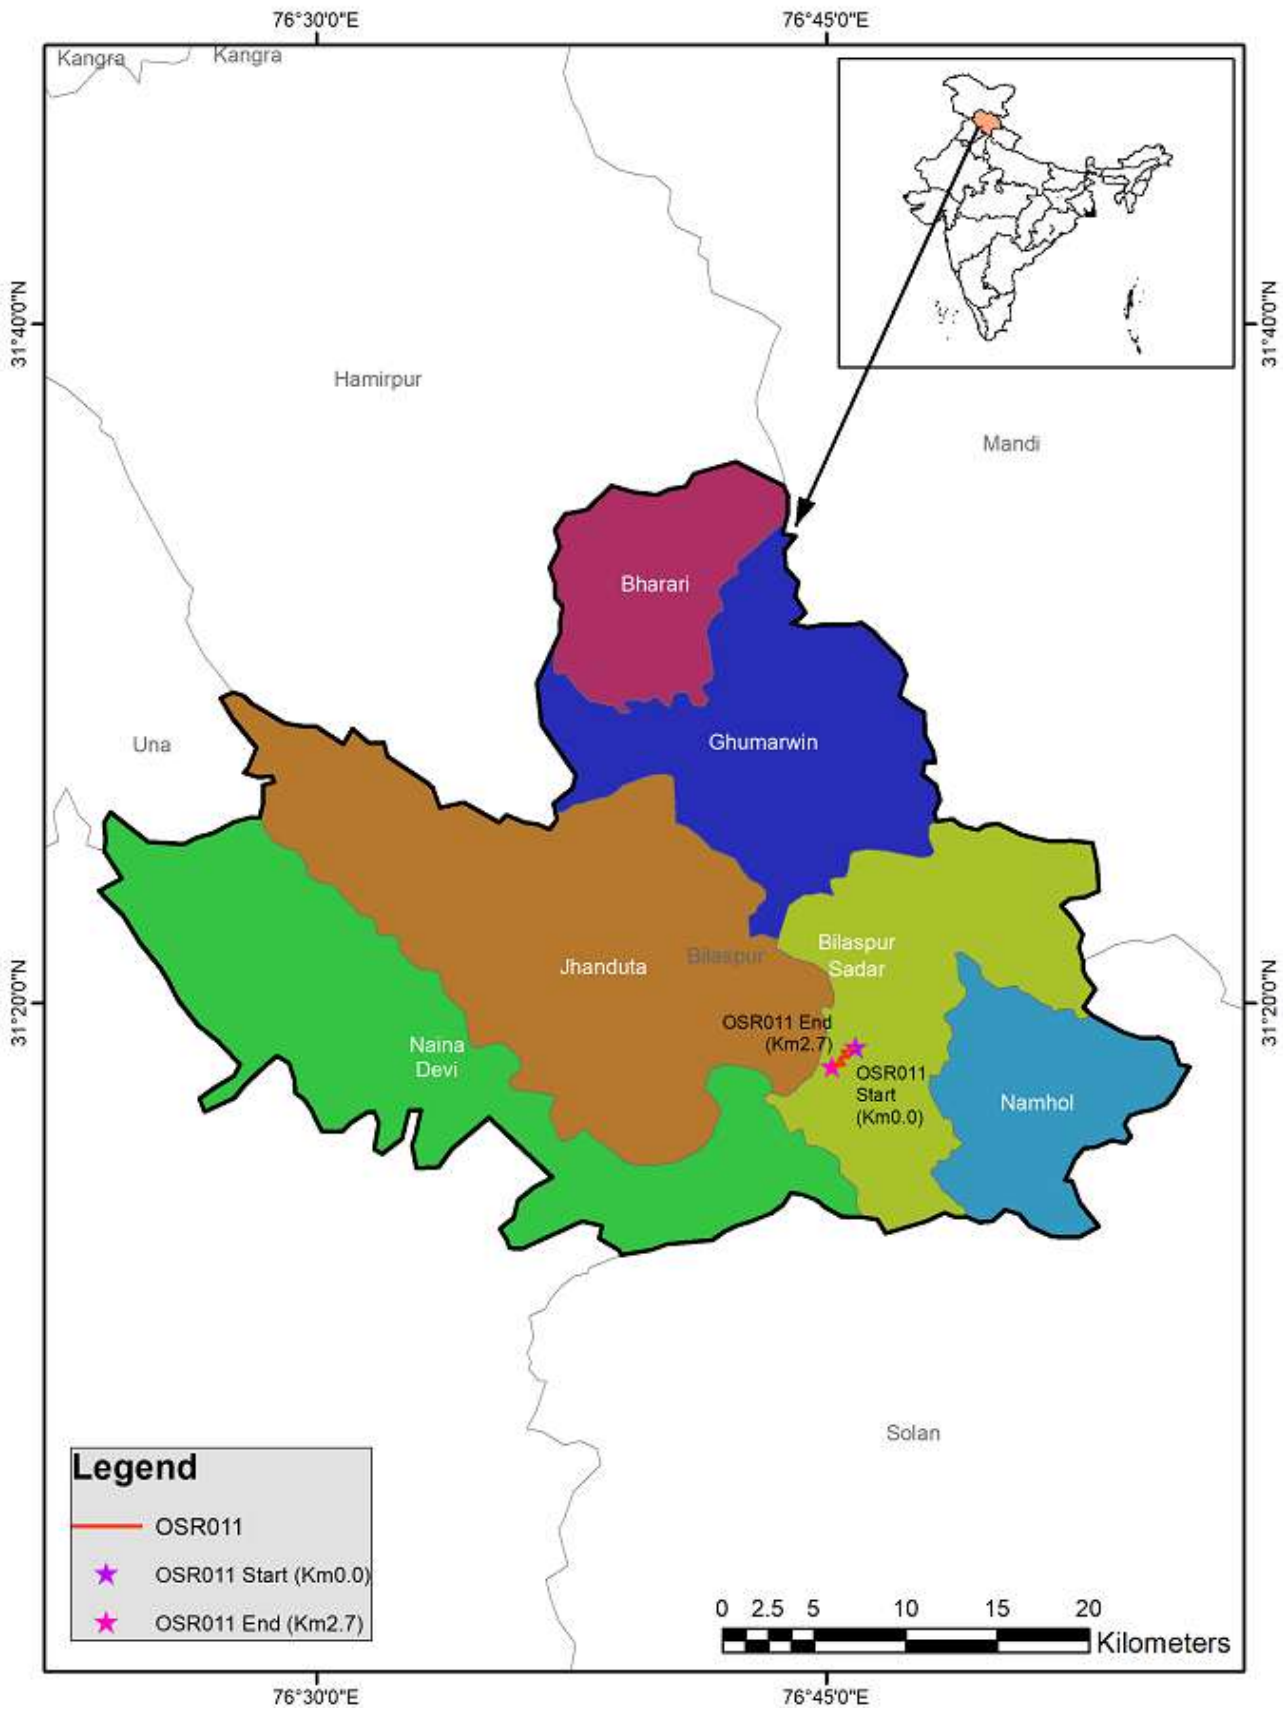 76°30'0"E
76°45'0"E
Kangra
Kangra
31°40'0"N
31°40'0"N
Hamirpur
Mandi
Bharari
Ghumarwin
Una
Bilaspur
Sadar
Bilaspur
Jhanduta
31°20'0"N
31°20'0"N
OSR011 End
(Km2.7)
Naina
Devi
OSR011
Start
(Km0.0)
Namhol
Solan
Legend
OSR011
OSR011 Start (Km0.0)
OSR011 End (Km2.7)
0 2.5 5 10 15 20
Kilometers
76°30'0"E
76°45'0"E